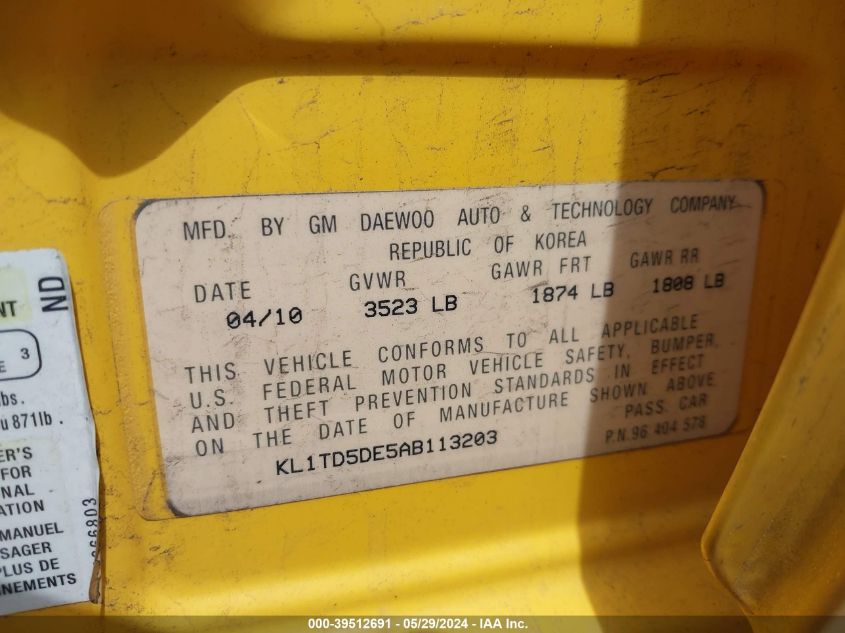 MFD. BY GM DAEWOO AUTO & TECHNOLOGY COMPANY
REPUBLIC OF KOREA
DATE GVWR GAWR FRT GAWR RR
04/10 3523 LB 1874 LB 1808 LB
THIS VEHICLE CONFORMS TO ALL APPLICABLE
U.S. FEDERAL MOTOR VEHICLE SAFETY, BUMPER,
AND THEFT PREVENTION STANDARDS IN EFFECT
ON THE DATE OF MANUFACTURE SHOWN ABOVE
PASS. CAR
KL1TD5DE5AB113203 P.N.96 404 578
NT
ND
E 3
bs.
u 871lb.
ER'S
FOR
NAL
ATION
MANUEL
SAGER
PLUS DE
NEMENTS
000-39512691 - 05/29/2024 - IAA Inc.